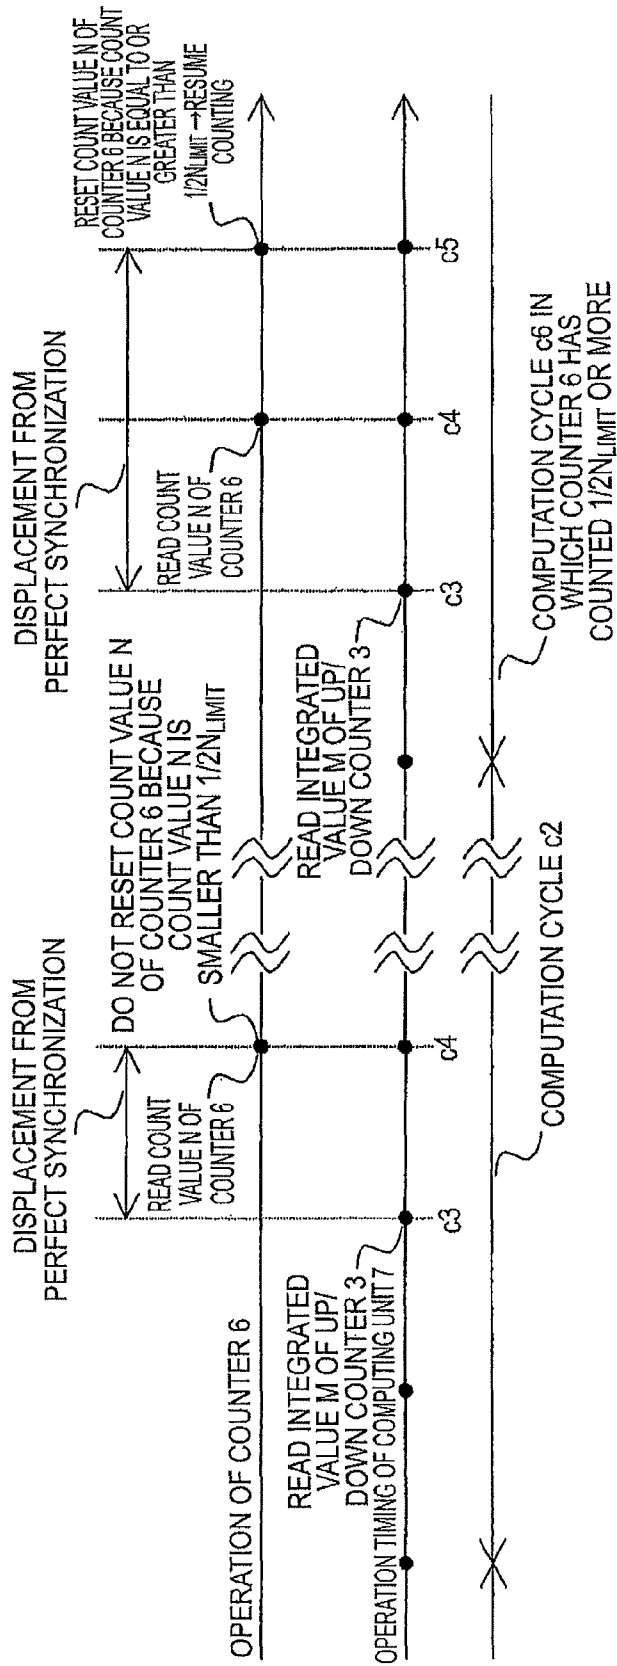 DISPLACEMENT FROM
PERFECT SYNCHRONIZATION
DISPLACEMENT FROM
PERFECT SYNCHRONIZATION
RESET COUNT VALUE N OF
COUNTER 6 BECAUSE COUNT
VALUE N IS EQUAL TO OR
GREATER THAN
1/2NLIMIT→RESUME
COUNTING
DO NOT RESET COUNT VALUE N
OF COUNTER 6 BECAUSE
COUNT VALUE N IS
SMALLER THAN 1/2NLIMIT
READ COUNT
VALUE N OF
COUNTER 6
READ COUNT
VALUE N OF
COUNTER 6
OPERATION OF COUNTER 6
READ INTEGRATED
VALUE M OF UP/
DOWN COUNTER 3
READ INTEGRATED
VALUE M OF UP/
DOWN COUNTER 3
OPERATION TIMING OF COMPUTING UNIT 7
c3
c4
c3
c4
c5
COMPUTATION CYCLE c2
COMPUTATION CYCLE c6 IN
WHICH COUNTER 6 HAS
COUNTED 1/2NLIMIT OR MORE